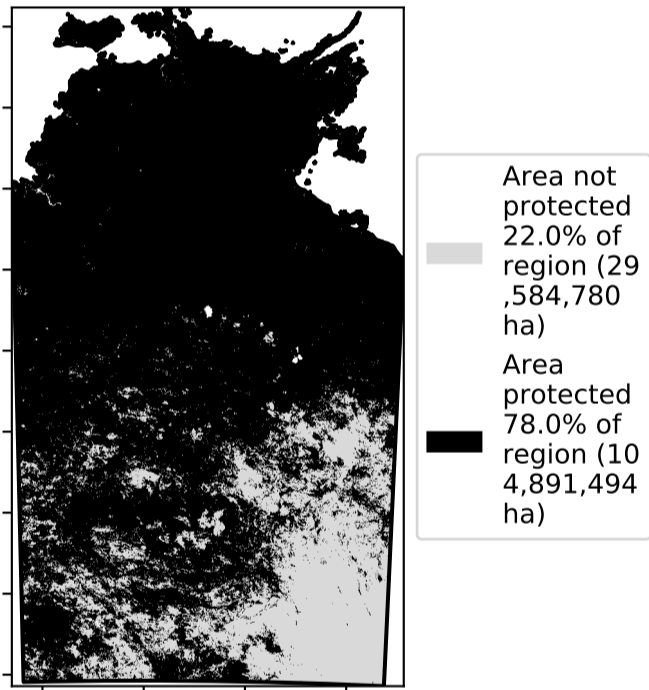 Area not
protected
22.0% of
region (29
,584,780
ha)
Area
protected
78.0% of
region (10
4,891,494
ha)